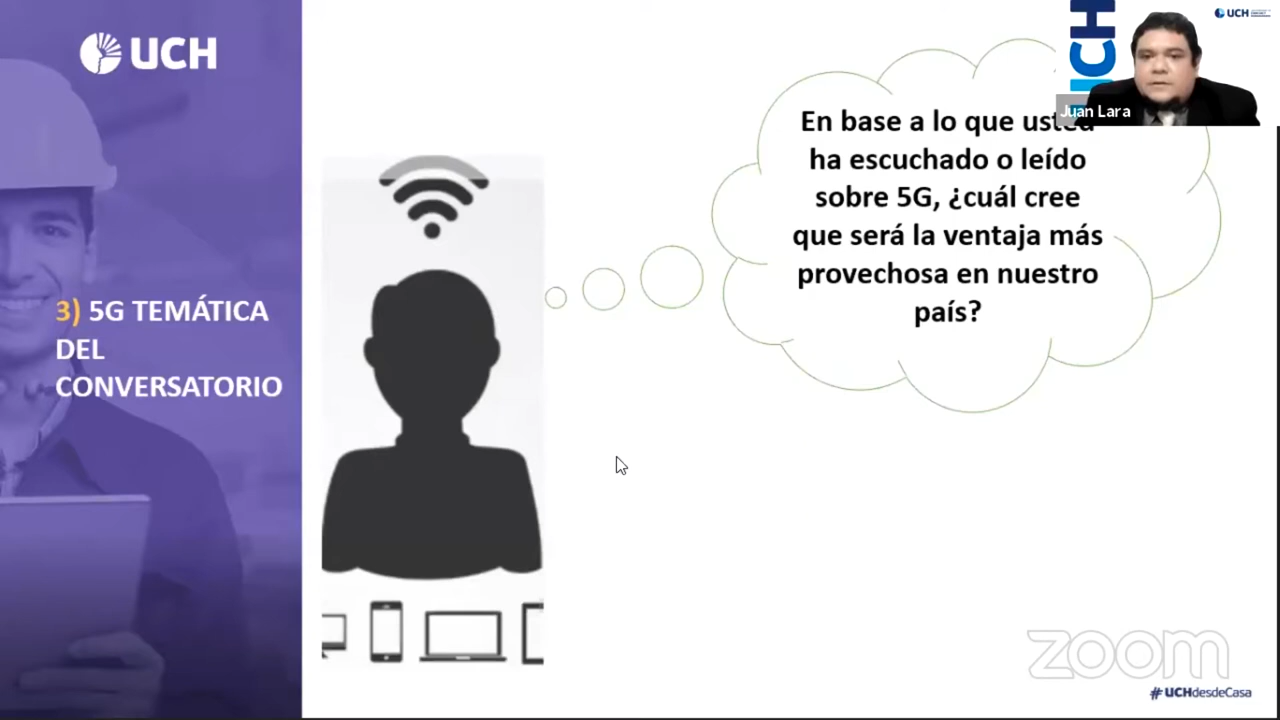 UCH
3) 5G TEMÁTICA
DEL
CONVERSATORIO
En base a lo que usted
ha escuchado o leído
sobre 5G, ¿cuál cree
que será la ventaja más
provechosa en nuestro
país?
UCH
Juan Lara
UCH
zoom
#UCHdesdeCasa